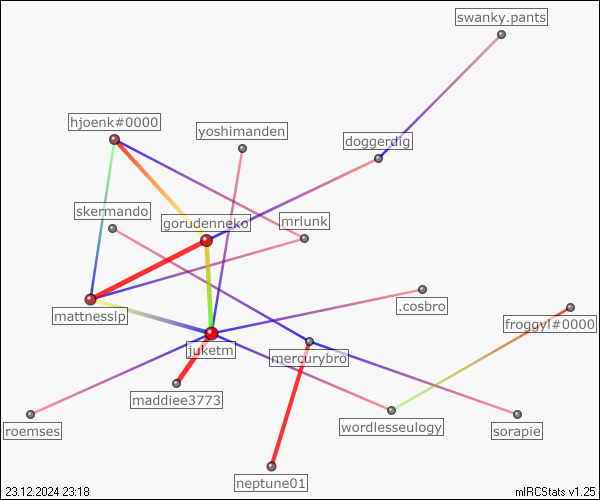 swanky.pants
hjoenk#0000
yoshimanden
doggerdig
skermando
gorudenneko
mrlunk
mattnesslp
.cosbro
froggyl#0000
juketm
mercurybro
maddiee3773
roemses
wordlesseulogy
sorapie
neptune01
23.12.2024 23:18
mIRCStats v1.25